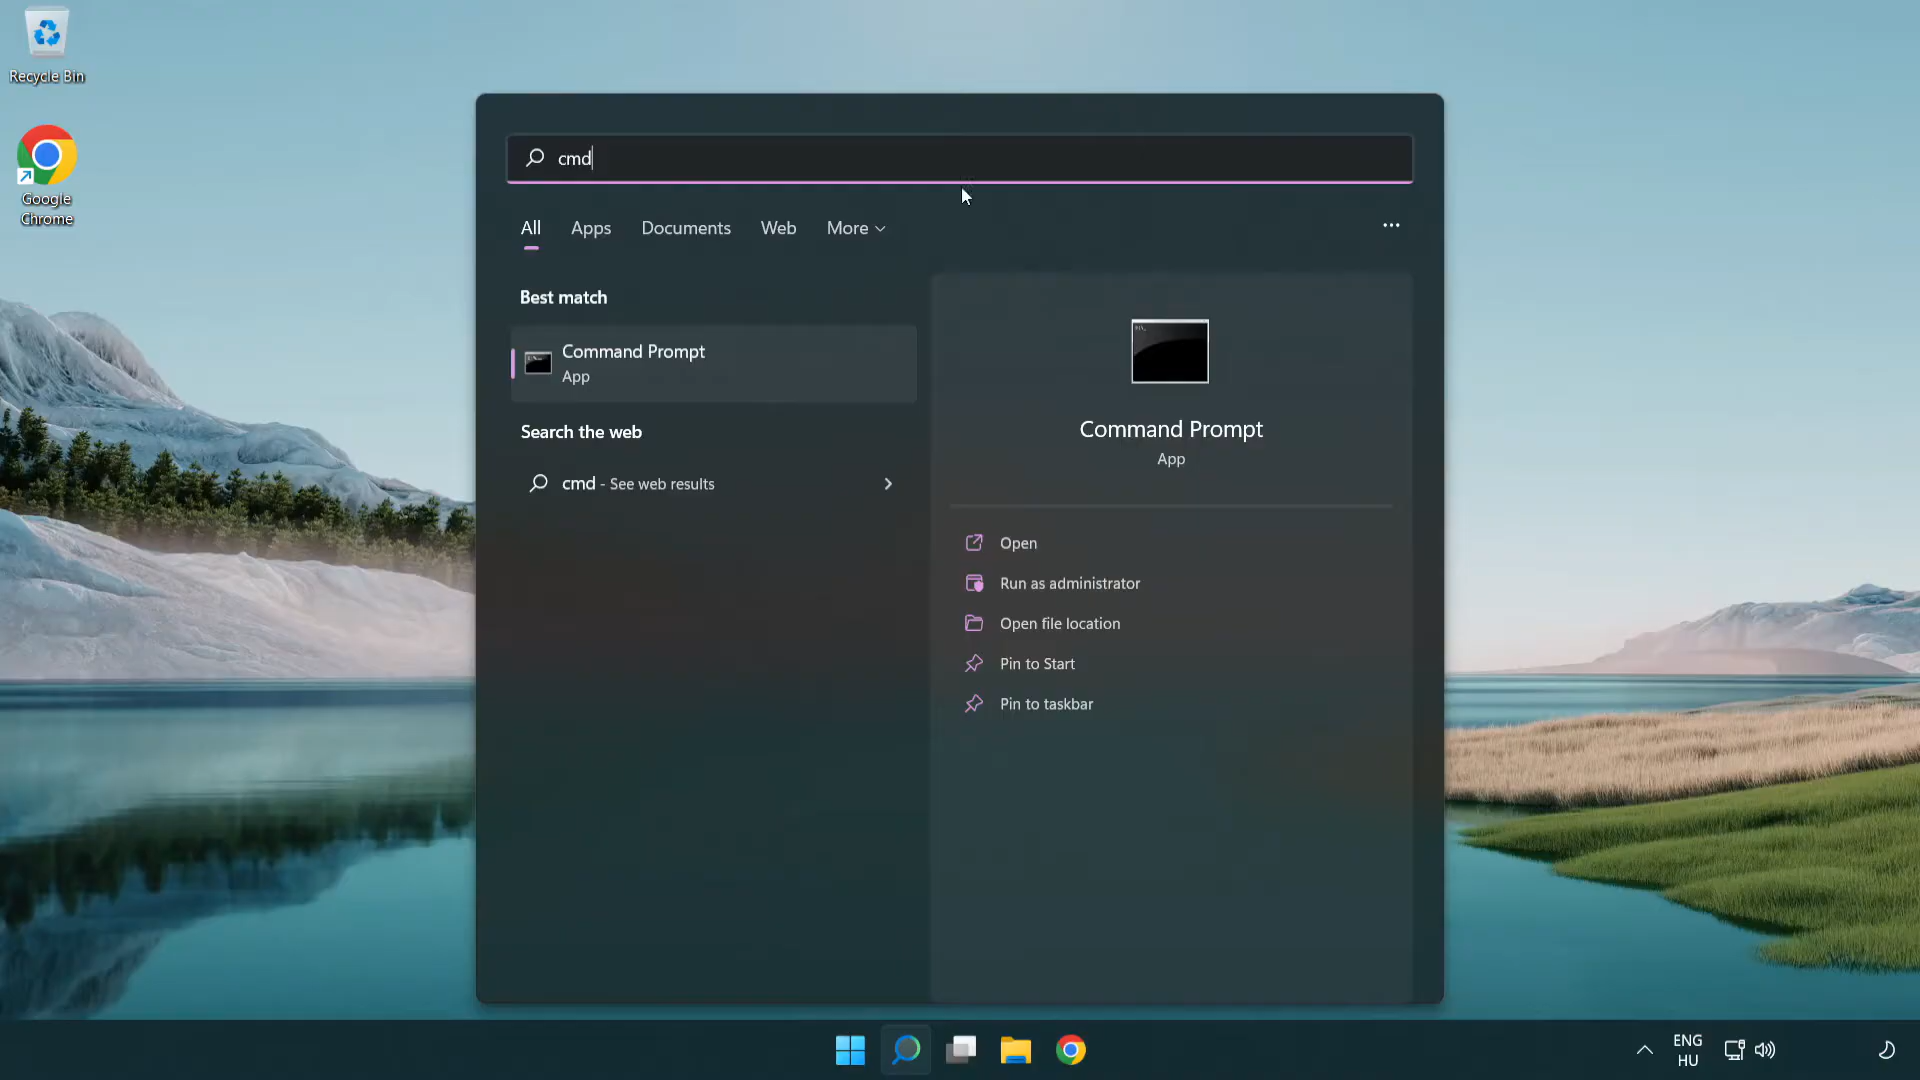 Recycle Bin
Google
Chrome
cmd
All
Apps
Documents
Web
More
Best match
Command Prompt
App
Search the web
cmd - See web results
Command Prompt
App
Open
Run as administrator
Open file location
Pin to Start
Pin to taskbar
ENG
HU